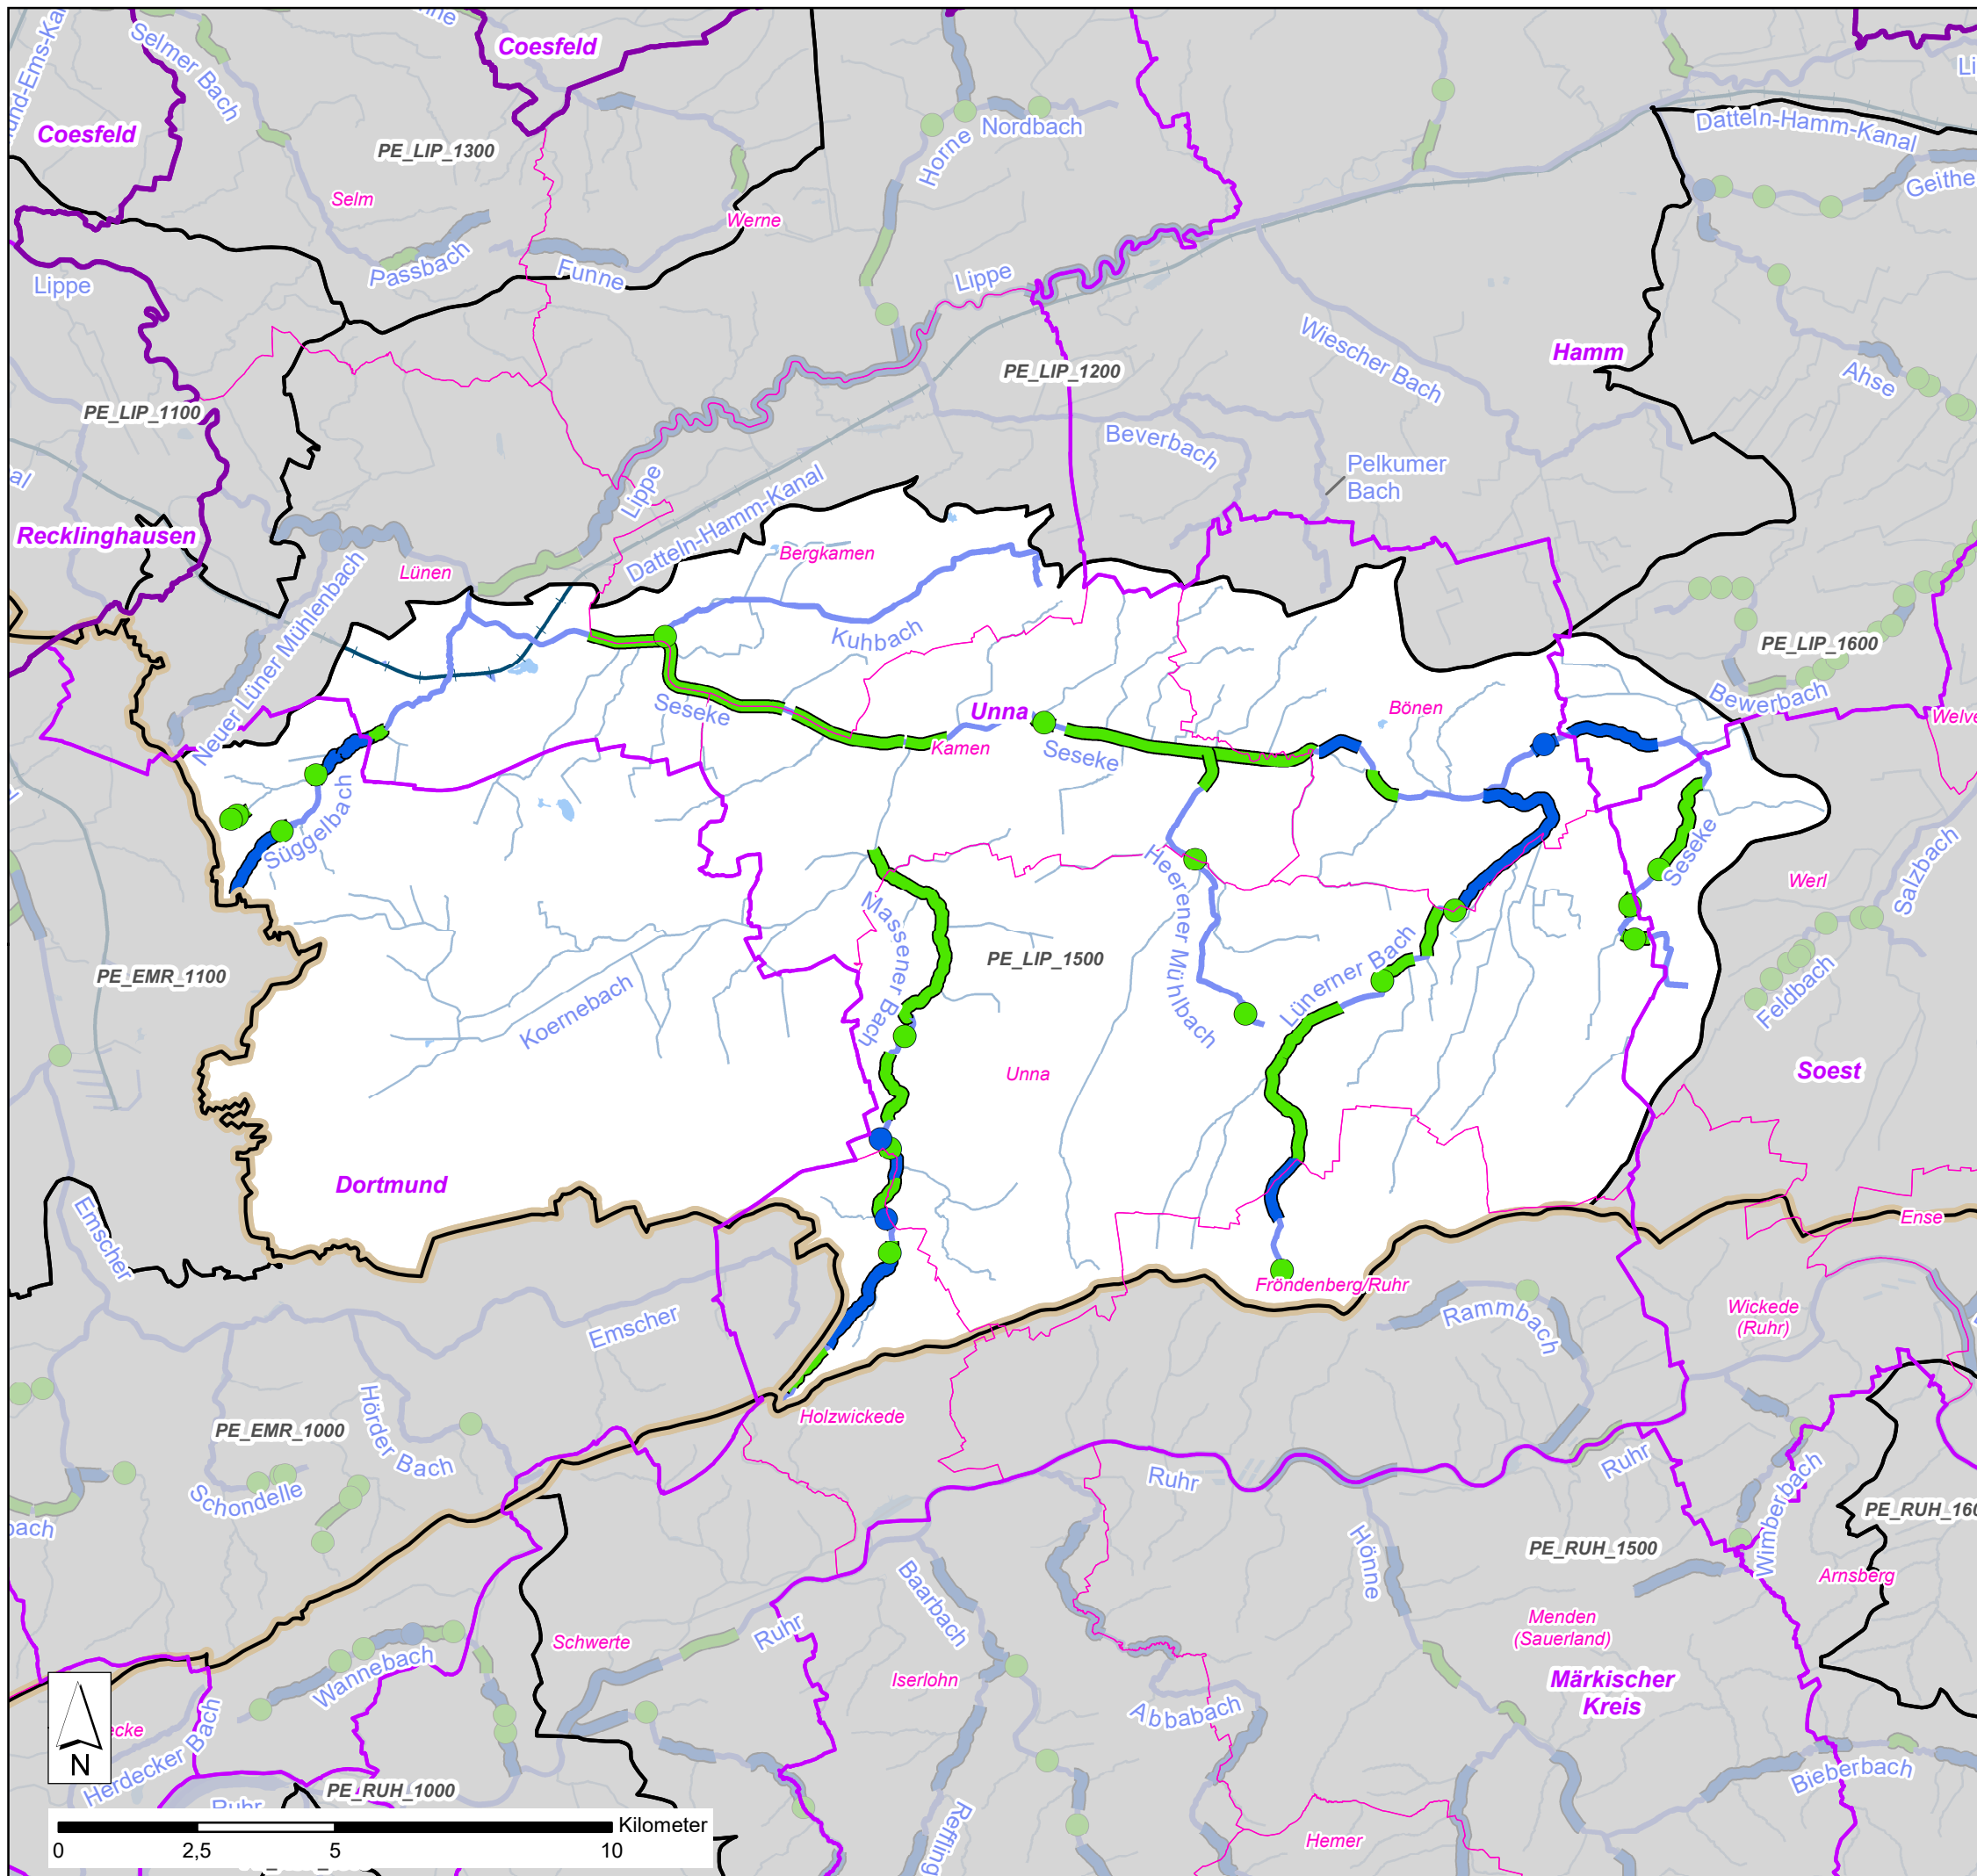 Coesfeld
Selmer Bach
Coesfeld
PE_LIP_1300
Selm
Werne
Passbach
Funne
Lippe
Horne
Nordbach
Lippe
Datteln-Hamm-Kanal
Geithe
Hamm
Ahse
Wiescher Bach
PE_LIP_1200
PE_LIP_1100
Beverbach
Pelkumer
Bach
Lippe
Datteln-Hamm-Kanal
Recklinghausen
Lünen
Bergkamen
Neuer Lüner Mühlenbach
Kuhbach
PE_LIP_1600
Bewerbach
Seseke
Unna
Kamen
Seseke
Bönen
Süggelbach
Seseke
Werl
Salzbach
Heerener Mühlbach
Massener Bach
PE_LIP_1500
Lünerner Bach
PE_EMR_1100
Koernebach
Feldbach
Unna
Soest
Dortmund
Emscher
Ense
Fröndenberg/Ruhr
Rammbach
Wickede
(Ruhr)
Emscher
Holzwickede
PE_EMR_1000
Hörder Bach
Schondelle
Ruhr
Ruhr
Wimberbach
PE_RUH_1500
Hönne
Arnsberg
Baarbach
Menden
(Sauerland)
Schwerte
Ruhr
Wannebach
Iserlohn
Märkischer
Kreis
Abbabach
Herdecker Bach
Bieberbach
PE_RUH_1000
Ruhr
Hemer
N
Kilometer
0 2,5 5 10